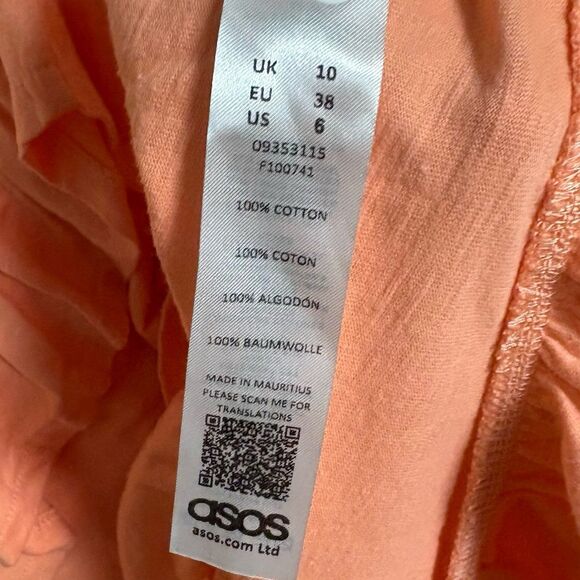 UK 10
EU 38
US 6
09353115
F100741
100% COTTON
100% COTON
100% ALGODÓN
100% BAUMWOLLE
MADE IN MAURITIUS
PLEASE SCAN ME FOR
TRANSLATIONS
asos
asos.com Ltd